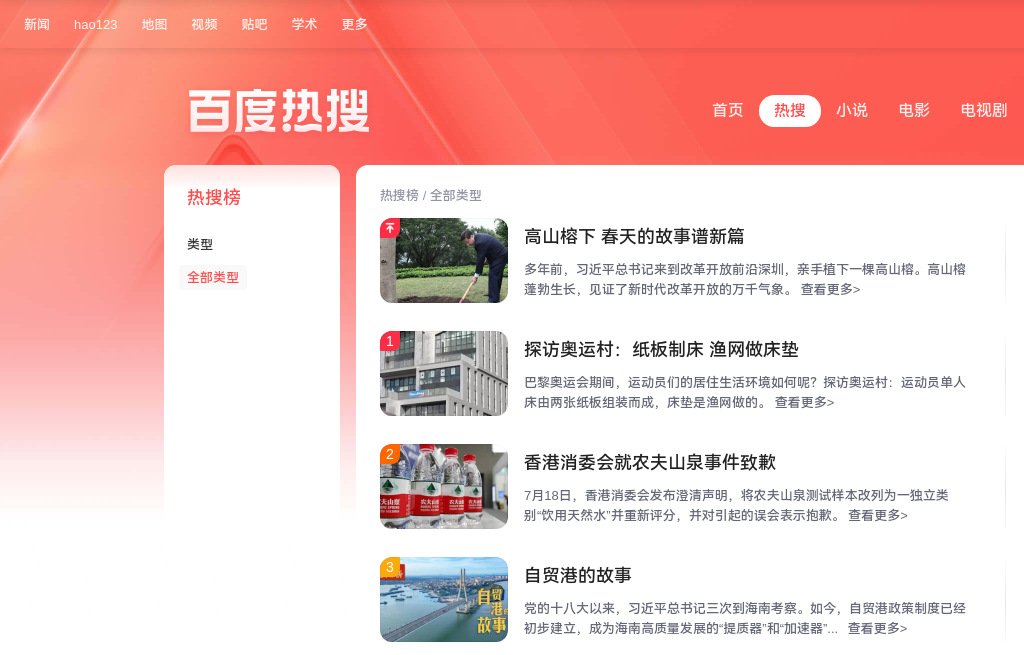 新闻 hao123 地图 视频 贴吧 学术 更多
百度热搜
首页 热搜 小说 电影 电视剧
热搜榜
类型
全部类型
热搜榜 / 全部类型
高山榕下 春天的故事谱新篇
多年前，习近平总书记来到改革开放前沿深圳，亲手植下一棵高山榕。高山榕
蓬勃生长，见证了新时代改革开放的万千气象。 查看更多>
1
探访奥运村：纸板制床 渔网做床垫
巴黎奥运会期间，运动员们的居住生活环境如何呢？探访奥运村：运动员单人
床由两张纸板组装而成，床垫是渔网做的。 查看更多>
2
农夫山泉
香港消委会就农夫山泉事件致歉
7月18日，香港消委会发布澄清声明，将农夫山泉测试样本改列为一独立类
别“饮用天然水”并重新评分，并对引起的误会表示抱歉。 查看更多>
3
自贸港的故事
自贸港的故事
党的十八大以来，习近平总书记三次到海南考察。如今，自贸港政策制度已经
初步建立，成为海南高质量发展的“提质器”和“加速器”... 查看更多>